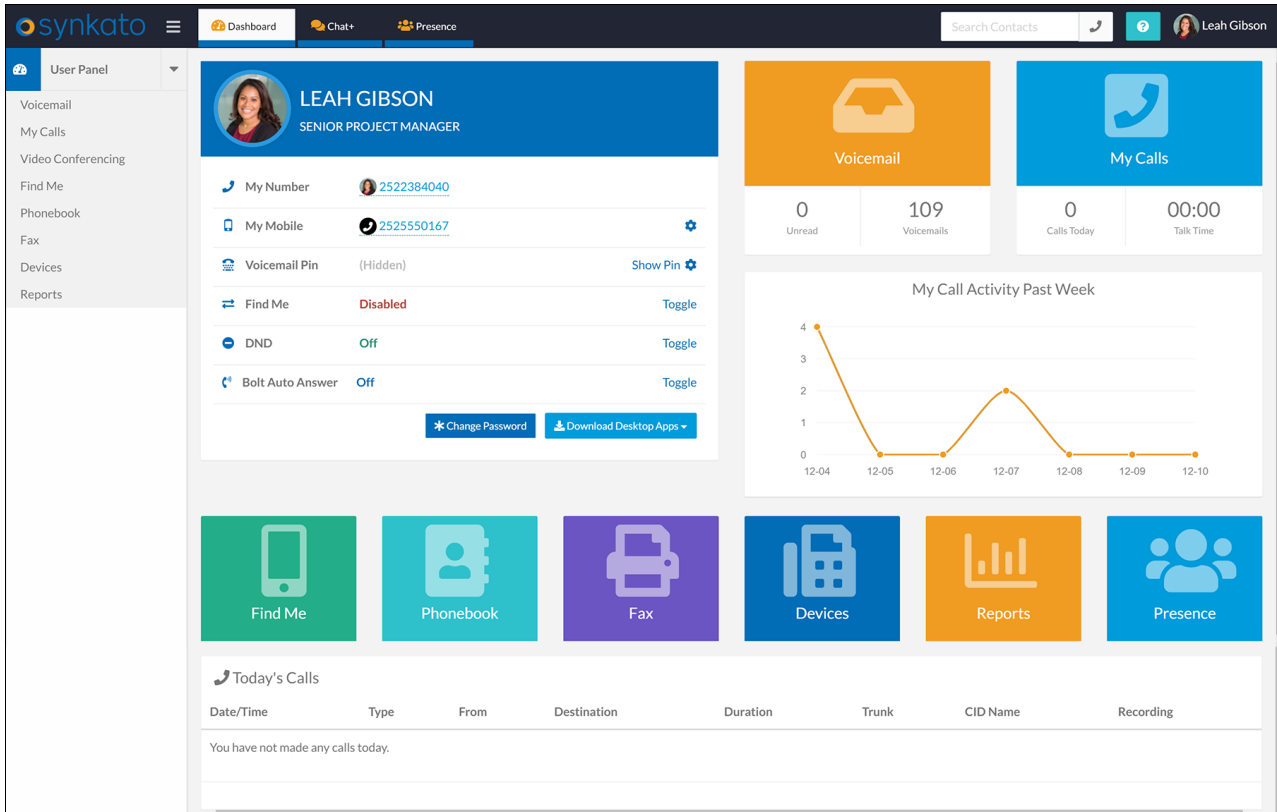 synkato
Dashboard
Chat+
Presence
Search Contacts
?
Leah Gibson
User Panel
Voicemail
My Calls
Video Conferencing
Find Me
Phonebook
Fax
Devices
Reports
LEAH GIBSON
SENIOR PROJECT MANAGER
My Number 2522384040
My Mobile 2525550167
Voicemail Pin (Hidden) Show Pin
Find Me Disabled Toggle
DND Off Toggle
Bolt Auto Answer Off Toggle
Change Password Download Desktop Apps
Voicemail
0 109
Unread Voicemails
My Calls
0 00:00
Calls Today Talk Time
My Call Activity Past Week
4
3
2
1
0
12-04 12-05 12-06 12-07 12-08 12-09 12-10
Find Me
Phonebook
Fax
Devices
Reports
Presence
Today's Calls
Date/Time Type From Destination Duration Trunk CID Name Recording
You have not made any calls today.